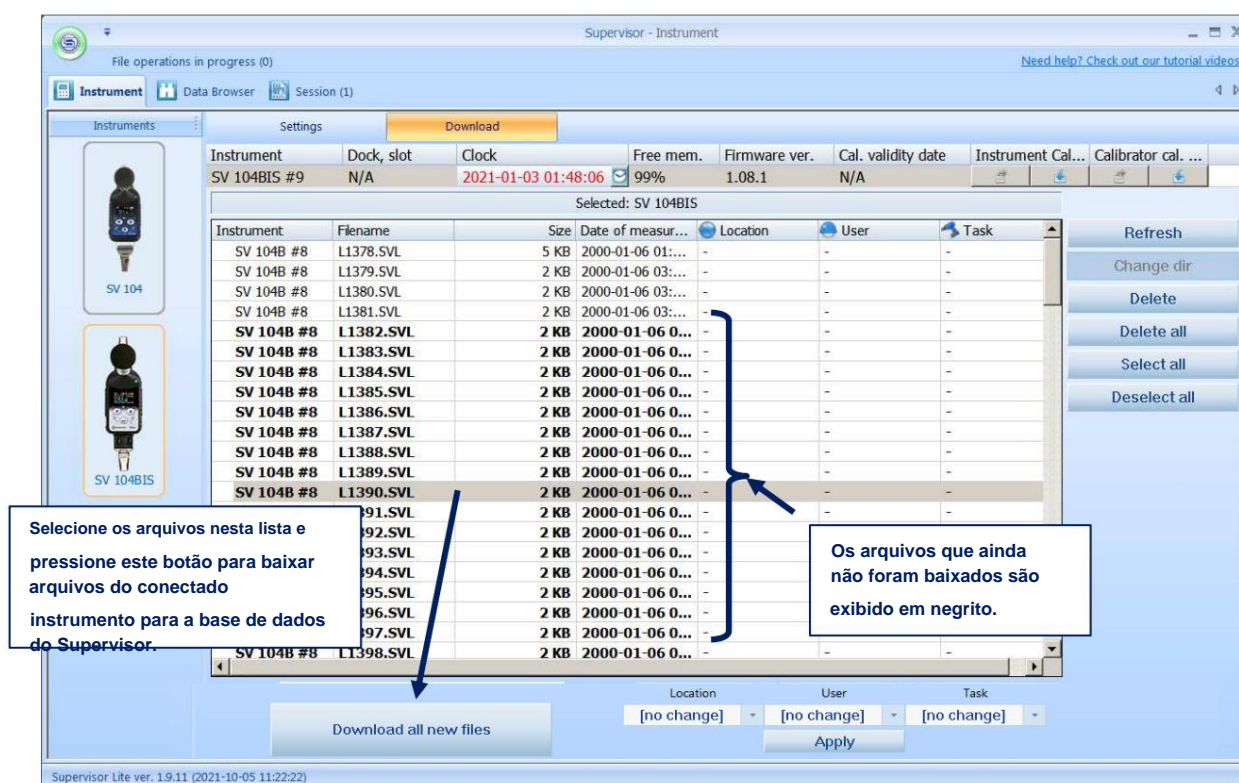 Supervisor - Instrument
File operations in progress (0)
Need help? Check out our tutorial videos
Instrument Data Browser Session (1)
Instruments Settings Download
Instrument Dock, slot Clock Free mem. Firmware ver. Cal. validity date Instrument Cal... Calibrator cal. ...
SV 104BIS #9 N/A 2021-01-03 01:48:06 99% 1.08.1 N/A
Selected: SV 104BIS
Instrument Filename Size Date of measur... Location User Task
SV 104B #8 L1378.SVL 5 KB 2000-01-06 01:... - - -
SV 104B #8 L1379.SVL 2 KB 2000-01-06 03:... - - -
SV 104B #8 L1380.SVL 2 KB 2000-01-06 03:... - - -
SV 104B #8 L1381.SVL 2 KB 2000-01-06 03:... - - -
SV 104B #8 L1382.SVL 2 KB 2000-01-06 0... - - -
SV 104B #8 L1383.SVL 2 KB 2000-01-06 0... - - -
SV 104B #8 L1384.SVL 2 KB 2000-01-06 0... - - -
SV 104B #8 L1385.SVL 2 KB 2000-01-06 0... - - -
SV 104B #8 L1386.SVL 2 KB 2000-01-06 0... - - -
SV 104B #8 L1387.SVL 2 KB 2000-01-06 0... - - -
SV 104B #8 L1388.SVL 2 KB 2000-01-06 0... - - -
SV 104B #8 L1389.SVL 2 KB 2000-01-06 0... - - -
SV 104B #8 L1390.SVL 2 KB 2000-01-06 0... - - -
391.SVL 2 KB 2000-01-06 0... - - -
392.SVL 2 KB 2000-01-06 0... -
393.SVL 2 KB 2000-01-06 0... -
394.SVL 2 KB 2000-01-06 0... -
395.SVL 2 KB 2000-01-06 0... -
396.SVL 2 KB 2000-01-06 0... -
397.SVL 2 KB 2000-01-06 0... -
SV 104B #8 L1398.SVL 2 KB 2000-01-06 0... - - -
SV 104
SV 104BIS
Refresh
Change dir
Delete
Delete all
Select all
Deselect all
Selecione os arquivos nesta lista e
pressione este botão para baixar
arquivos do conectado
instrumento para a base de dados
do Supervisor.
Os arquivos que ainda
não foram baixados são
exibido em negrito.
Location User Task
[no change] [no change] [no change]
Download all new files
Apply
Supervisor Lite ver. 1.9.11 (2021-10-05 11:22:22)